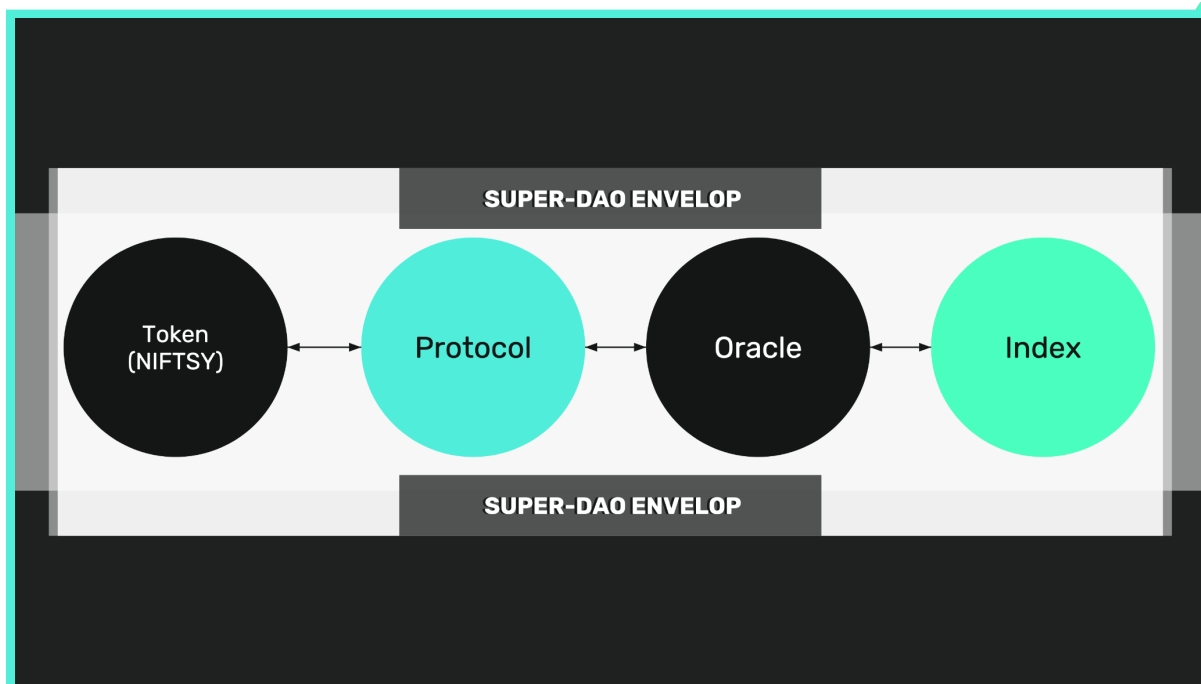 SUPER-DAO ENVELOP
Token
(NIFTSY)
Protocol
Oracle
Index
SUPER-DAO ENVELOP